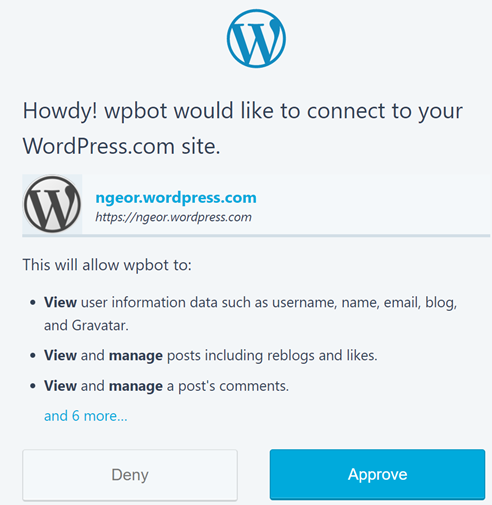 Howdy! wpbot would like to connect to your
WordPress.com site.
ngeor.wordpress.com
https://ngeor.wordpress.com
This will allow wpbot to:
• View user information data such as username, name, email, blog,
and Gravatar.
• View and manage posts including reblogs and likes.
• View and manage a post's comments.
and 6 more...
Deny
Approve